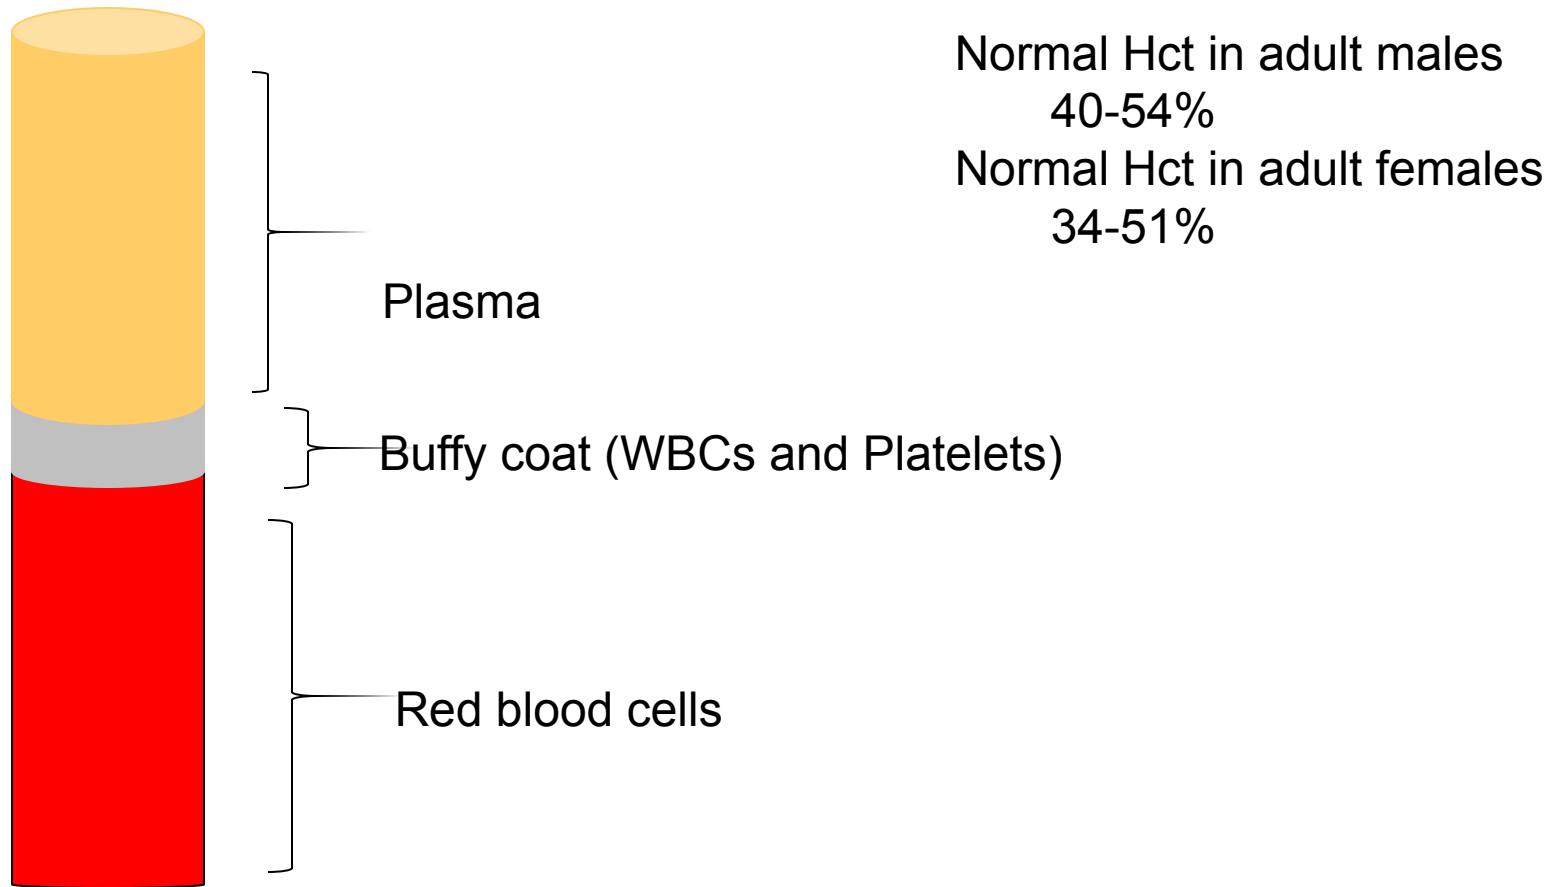 Normal Hct in adult males
40-54%
Normal Hct in adult females
34-51%
Plasma
Buffy coat (WBCs and Platelets)
Red blood cells